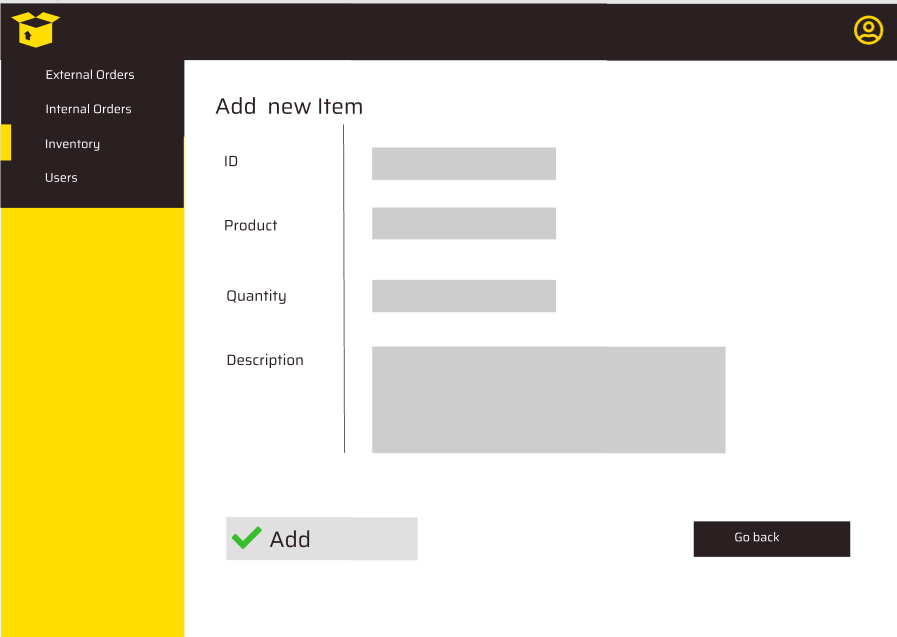 External Orders
Internal Orders
Inventory
Users
Add new Item
ID
Product
Quantity
Description
Add
Go back